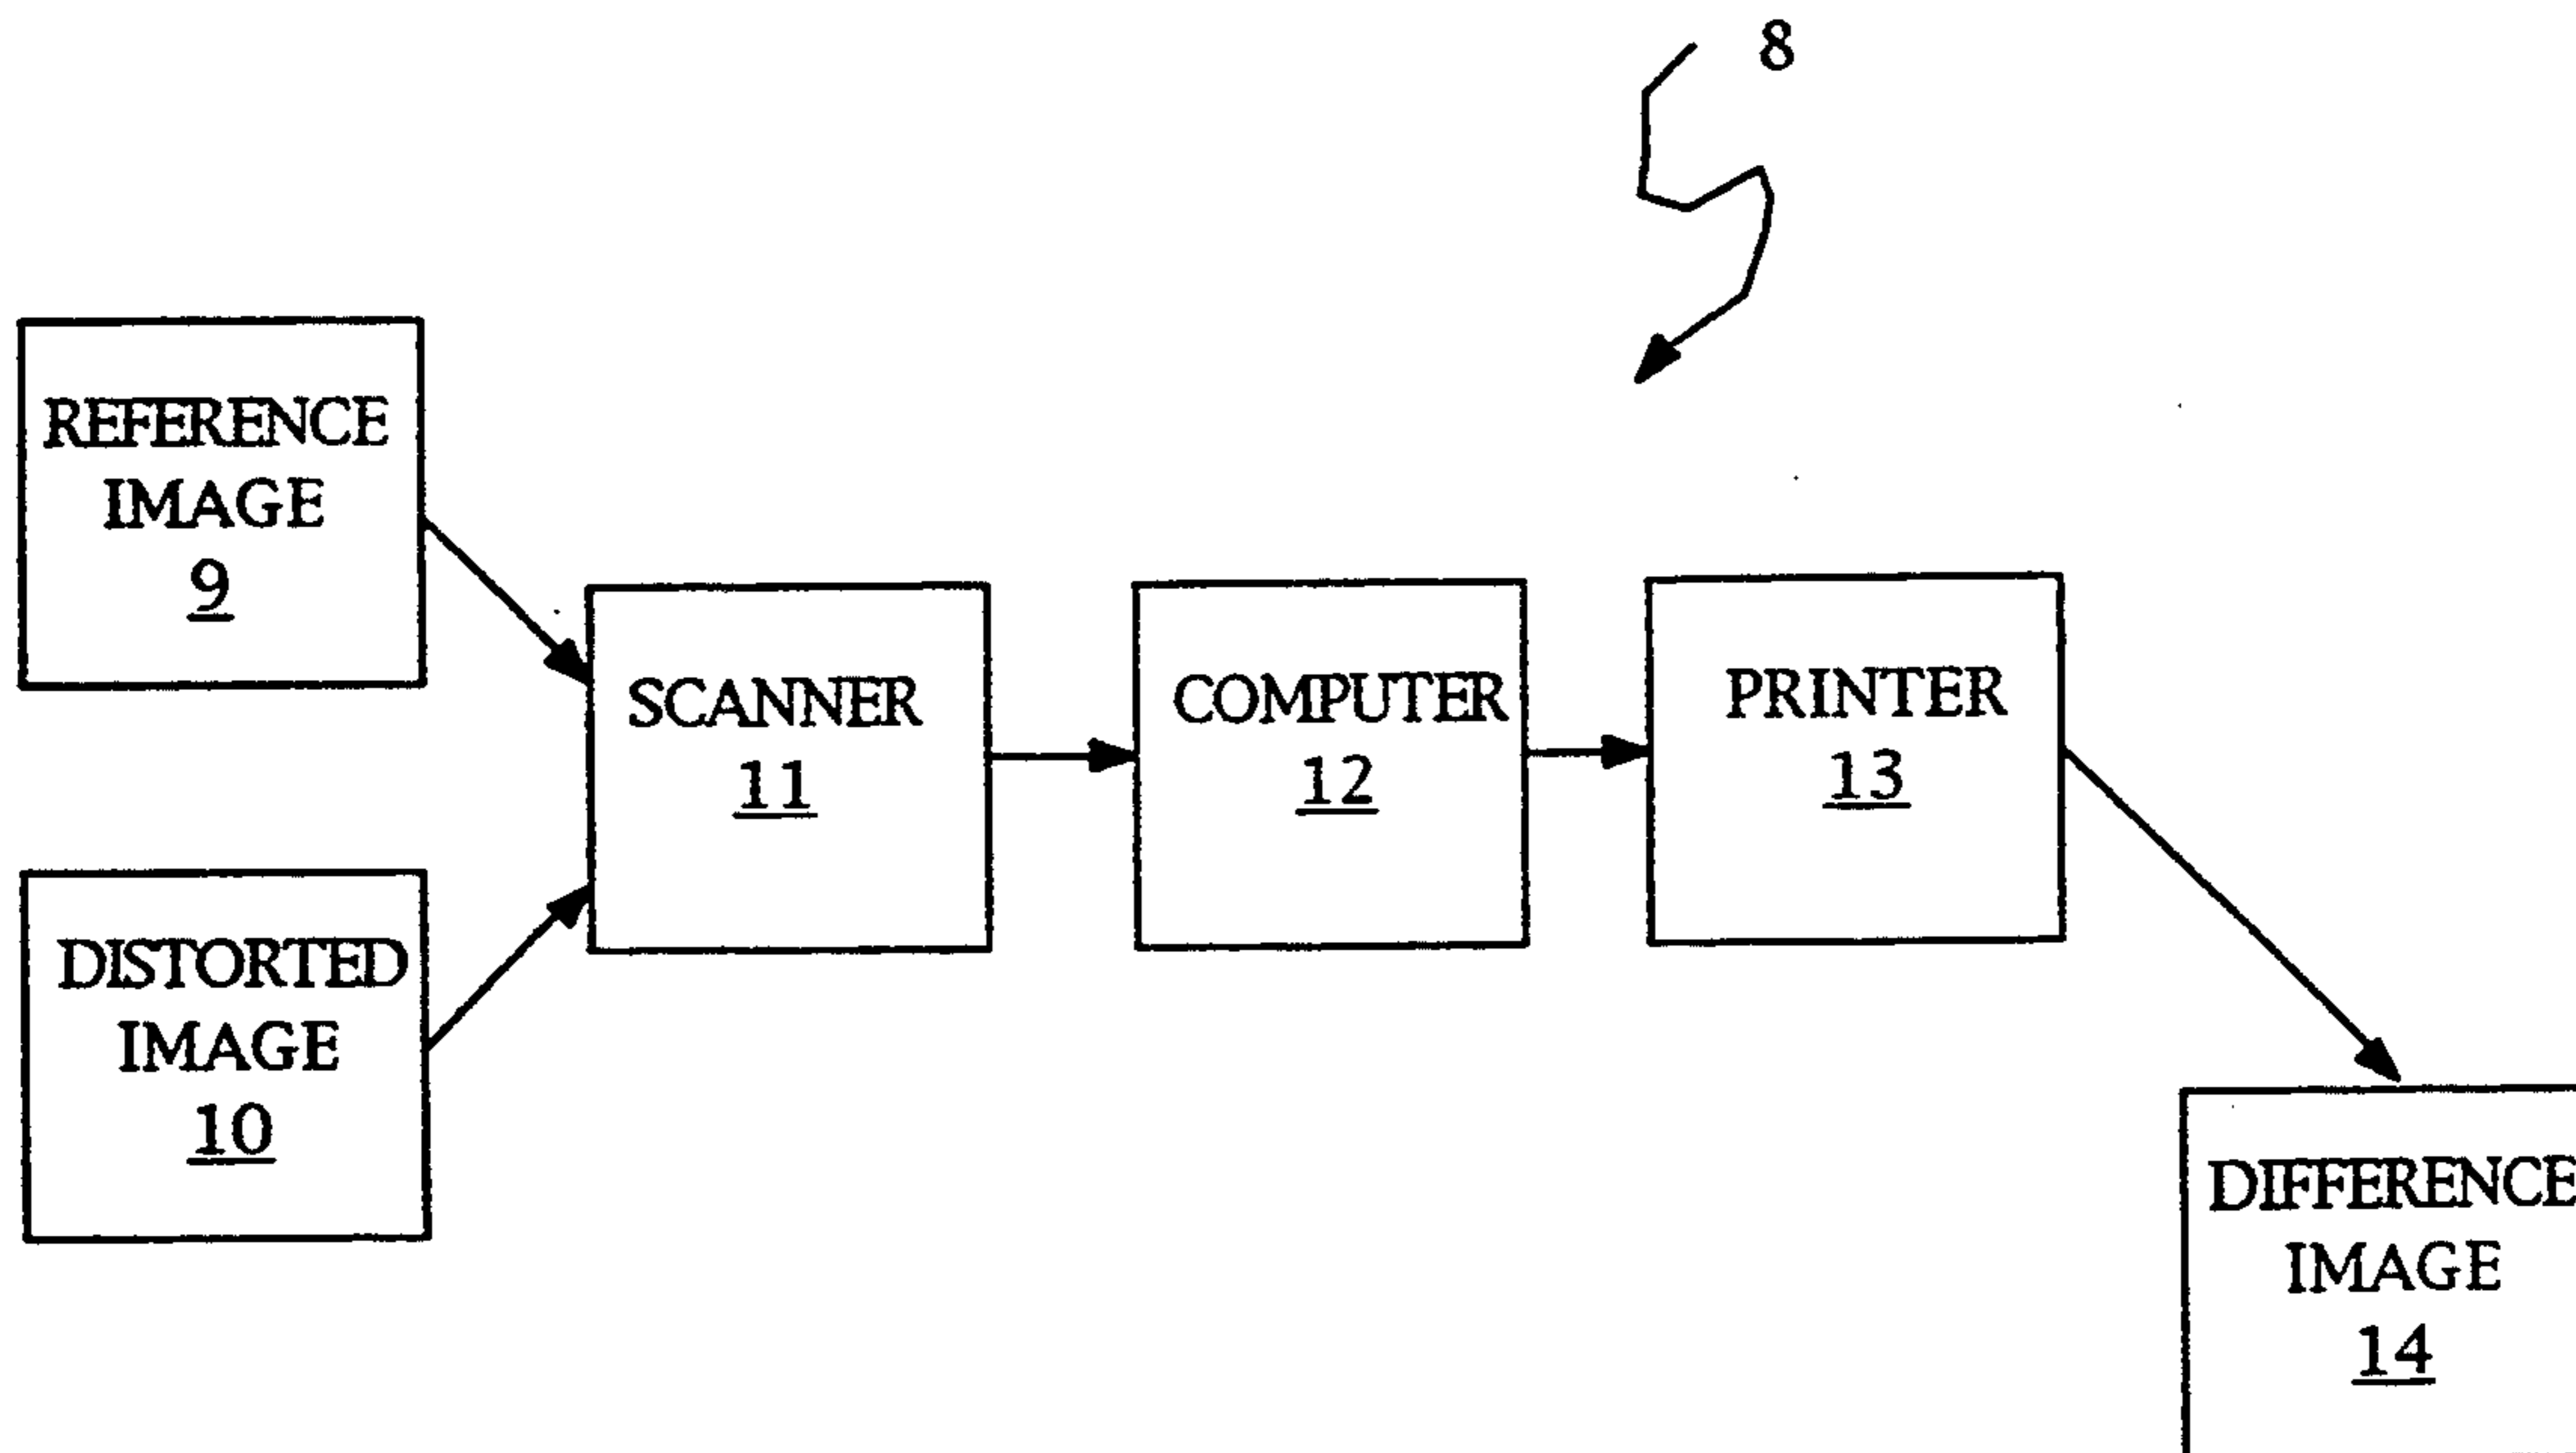 8
REFERENCE
IMAGE
9
SCANNER
11
COMPUTER
12
PRINTER
13
DISTORTED
IMAGE
10
DIFFERENCE
IMAGE
14